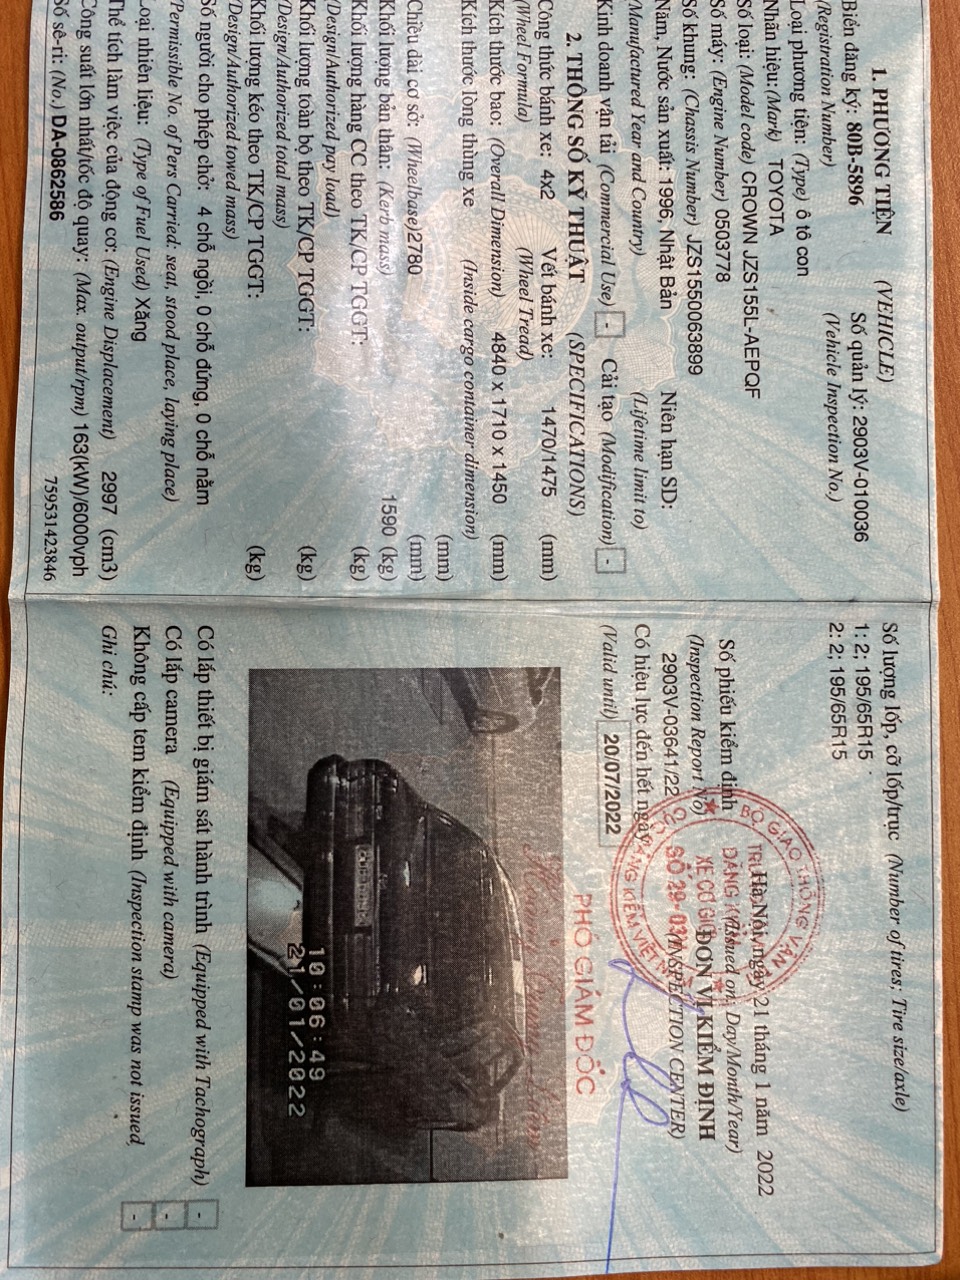 1. PHƯƠNG TIỆN (VEHICLE)
Biển đăng ký: 80B-5896 Số quản lý: 2903V-010036
(Registration Number) (Vehicle Inspection No.)
Loại phương tiện: (Type) ô tô con
Nhãn hiệu: (Mark) TOYOTA
Số loại: (Model code) CROWN JZS155L-AEPQF
Số máy: (Engine Number) 0503778
Số khung: (Chassis Number) JZS1550063899
Năm, Nước sản xuất: 1996, Nhật Bản Niên hạn SD:
(Manufactured Year and Country) (Lifetime limit to)
Kinh doanh vận tải (Commercial Use) - Cải tạo (Modification) -
2. THÔNG SỐ KỸ THUẬT (SPECIFICATIONS)
Công thức bánh xe: 4x2 Vết bánh xe: 1470/1475 (mm)
(Wheel Formula) (Wheel Tread)
Kích thước bao: (Overall Dimension) 4840 x 1710 x 1450 (mm)
Kích thước lòng thùng xe (Inside cargo container dimension)
(mm)
Chiều dài cơ sở: (Wheelbase) 2780 (mm)
Khối lượng bản thân: (Kerb mass) 1590 (kg)
Khối lượng hàng CC theo TK/CP TGGT: (kg)
(Design/Authorized pay load)
Khối lượng toàn bộ theo TK/CP TGGT: (kg)
(Design/Authorized total mass)
Khối lượng kéo theo TK/CP TGGT: (kg)
(Design/Authorized towed mass)
Số người cho phép chở: 4 chỗ ngồi, 0 chỗ đứng, 0 chỗ nằm
(Permissible No. of Pers Carried: seat, stood place, laying place)
Loại nhiên liệu: (Type of Fuel Used) Xăng
Thể tích làm việc của động cơ: (Engine Displacement) 2997 (cm3)
Công suất lớn nhất/tốc độ quay: (Max. output/rpm) 163(kW)/6000vph
Số sê-ri: (No.) DA-0862586 759531423846
Số lượng lốp, cỡ lốp/trục (Number of tires; Tire size/axle)
1: 2; 195/65R15
2: 2; 195/65R15
Hà Nội, ngày 21 tháng 1 năm 2022
Số phiếu kiểm định (Issued on, Day/Month/Year)
(Inspection Report No) ĐƠN VỊ KIỂM ĐỊNH
2903V-03641/22 (INSPECTION CENTER)
Có hiệu lực đến hết ngày
(Valid until) 20/07/2022
BỘ GIAO THÔNG VẬN TẢI
XE CƠ GIỚI
SỐ 29-03V
PHÓ GIÁM ĐỐC
10:06:49
21/01/2022
Có lắp thiết bị giám sát hành trình (Equipped with Tachograph) -
Có lắp camera (Equipped with camera) -
Không cấp tem kiểm định (Inspection stamp was not issued -
Ghi chú: